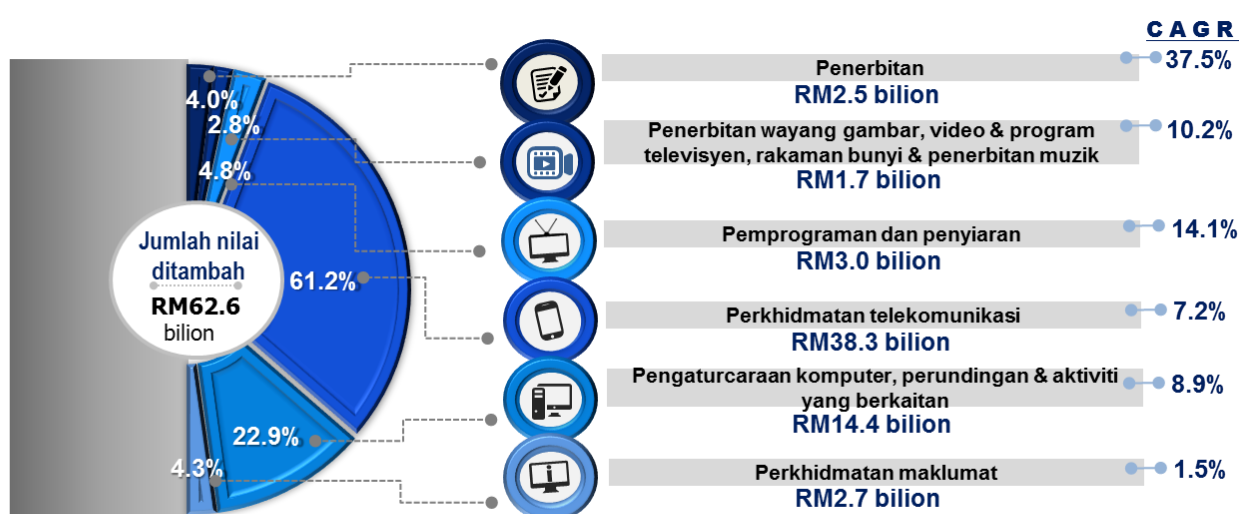 CAGR
4.0%
2.8%
4.8%
61.2%
22.9%
4.3%
Jumlah nilai
ditambah
RM62.6
bilion
Penerbitan
RM2.5 bilion
37.5%
Penerbitan wayang gambar, video & program
televisyen, rakaman bunyi & penerbitan muzik
RM1.7 bilion
10.2%
Pemprograman dan penyiaran
RM3.0 bilion
14.1%
Perkhidmatan telekomunikasi
RM38.3 bilion
7.2%
Pengaturcaraan komputer, perundingan & aktiviti
yang berkaitan
RM14.4 bilion
8.9%
Perkhidmatan maklumat
RM2.7 bilion
1.5%